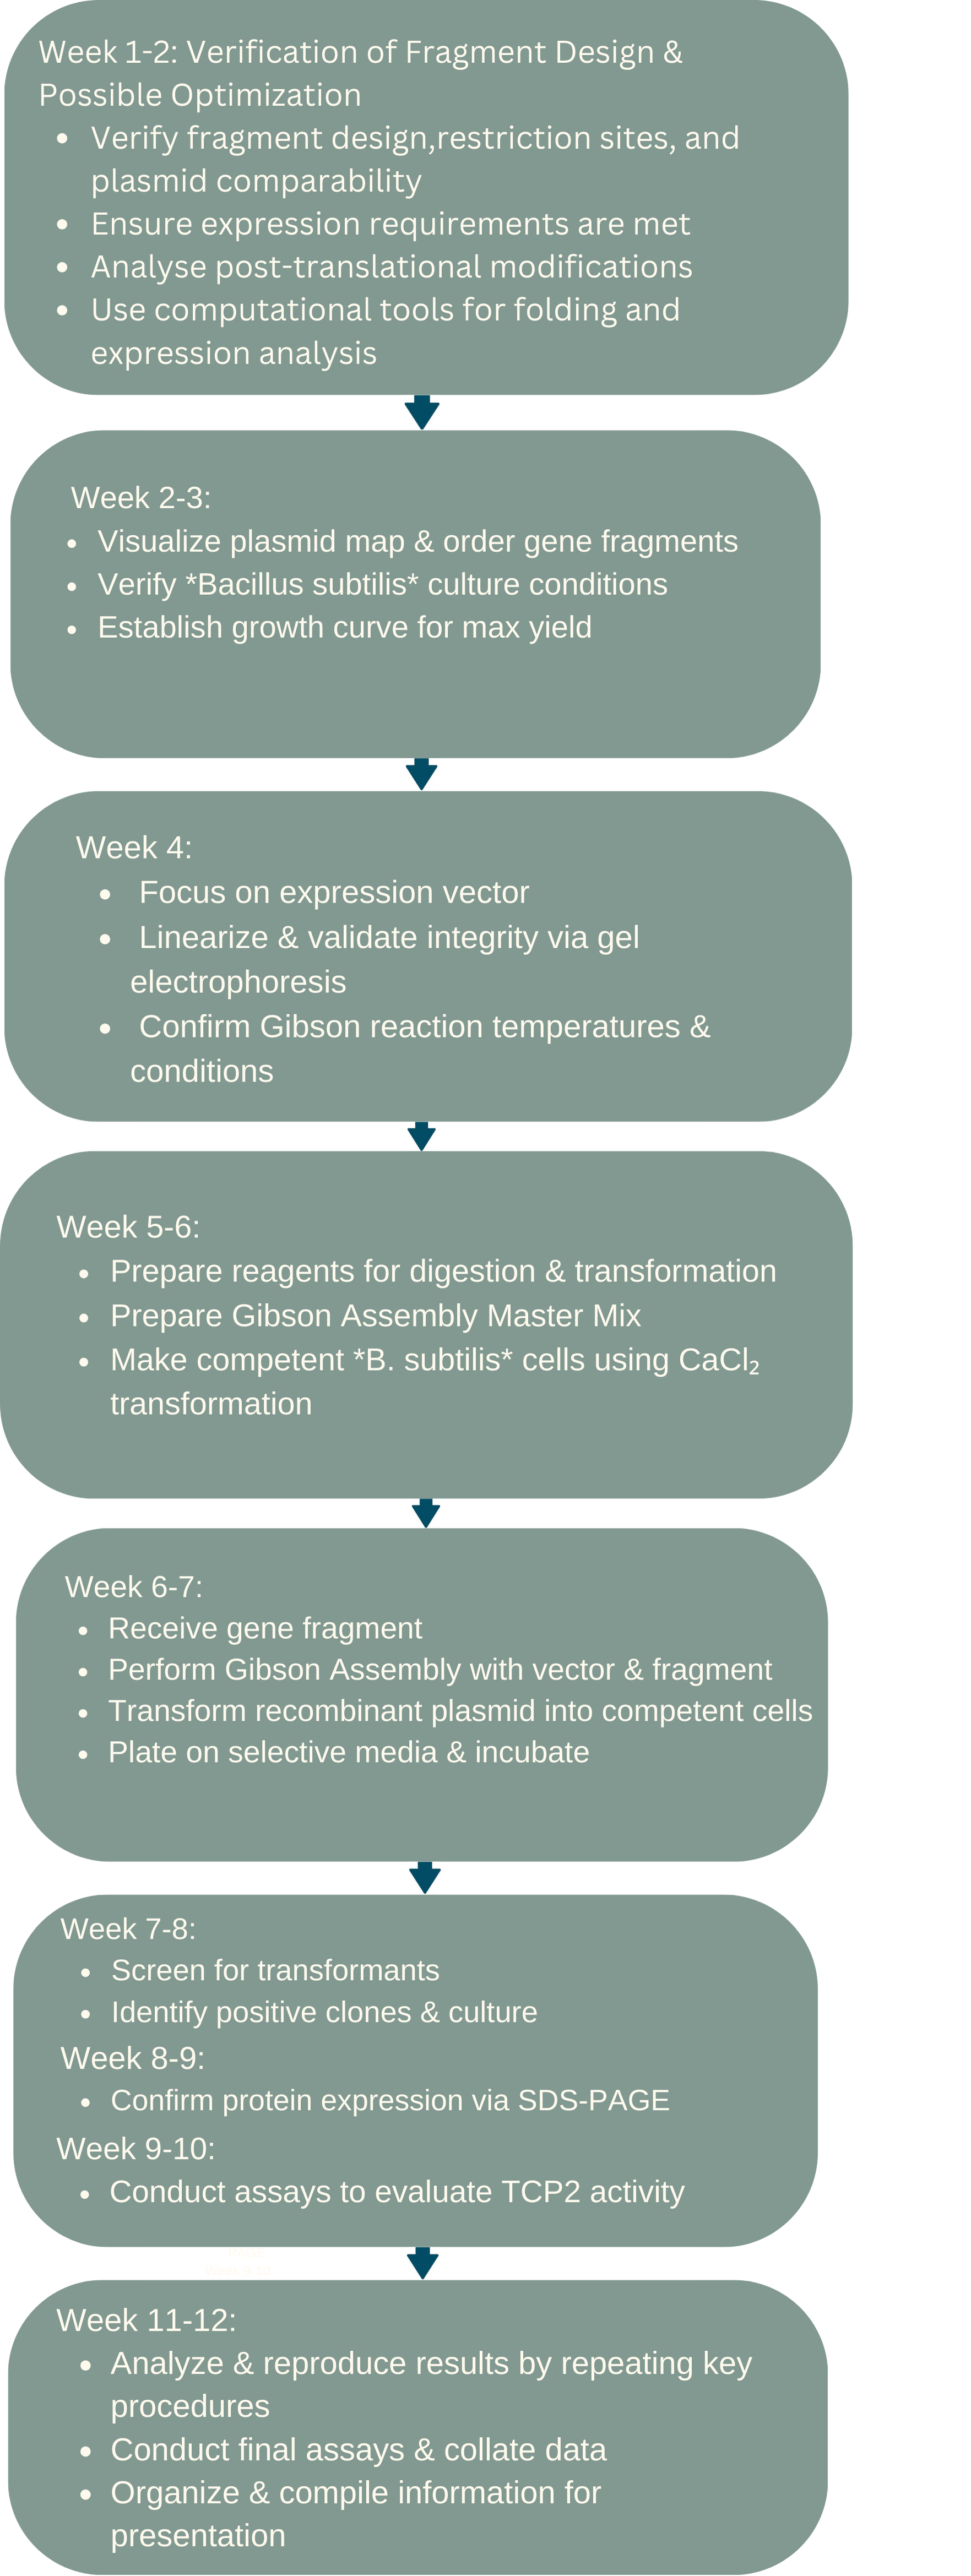 Week 1-2: Verification of Fragment Design &
Possible Optimization
• Verify fragment design,restriction sites, and
plasmid comparability
• Ensure expression requirements are met
• Analyse post-translational modifications
• Use computational tools for folding and
expression analysis
Week 2-3:
• Visualize plasmid map & order gene fragments
• Verify *Bacillus subtilis* culture conditions
• Establish growth curve for max yield
Week 4:
• Focus on expression vector
• Linearize & validate integrity via gel
electrophoresis
• Confirm Gibson reaction temperatures &
conditions
Week 5-6:
• Prepare reagents for digestion & transformation
• Prepare Gibson Assembly Master Mix
• Make competent *B. subtilis* cells using CaCl₂
transformation
Week 6-7:
• Receive gene fragment
• Perform Gibson Assembly with vector & fragment
• Transform recombinant plasmid into competent cells
• Plate on selective media & incubate
Week 7-8:
• Screen for transformants
• Identify positive clones & culture
Week 8-9:
• Confirm protein expression via SDS-PAGE
Week 9-10:
• Conduct assays to evaluate TCP2 activity
Week 11-12:
• Analyze & reproduce results by repeating key
procedures
• Conduct final assays & collate data
• Organize & compile information for
presentation